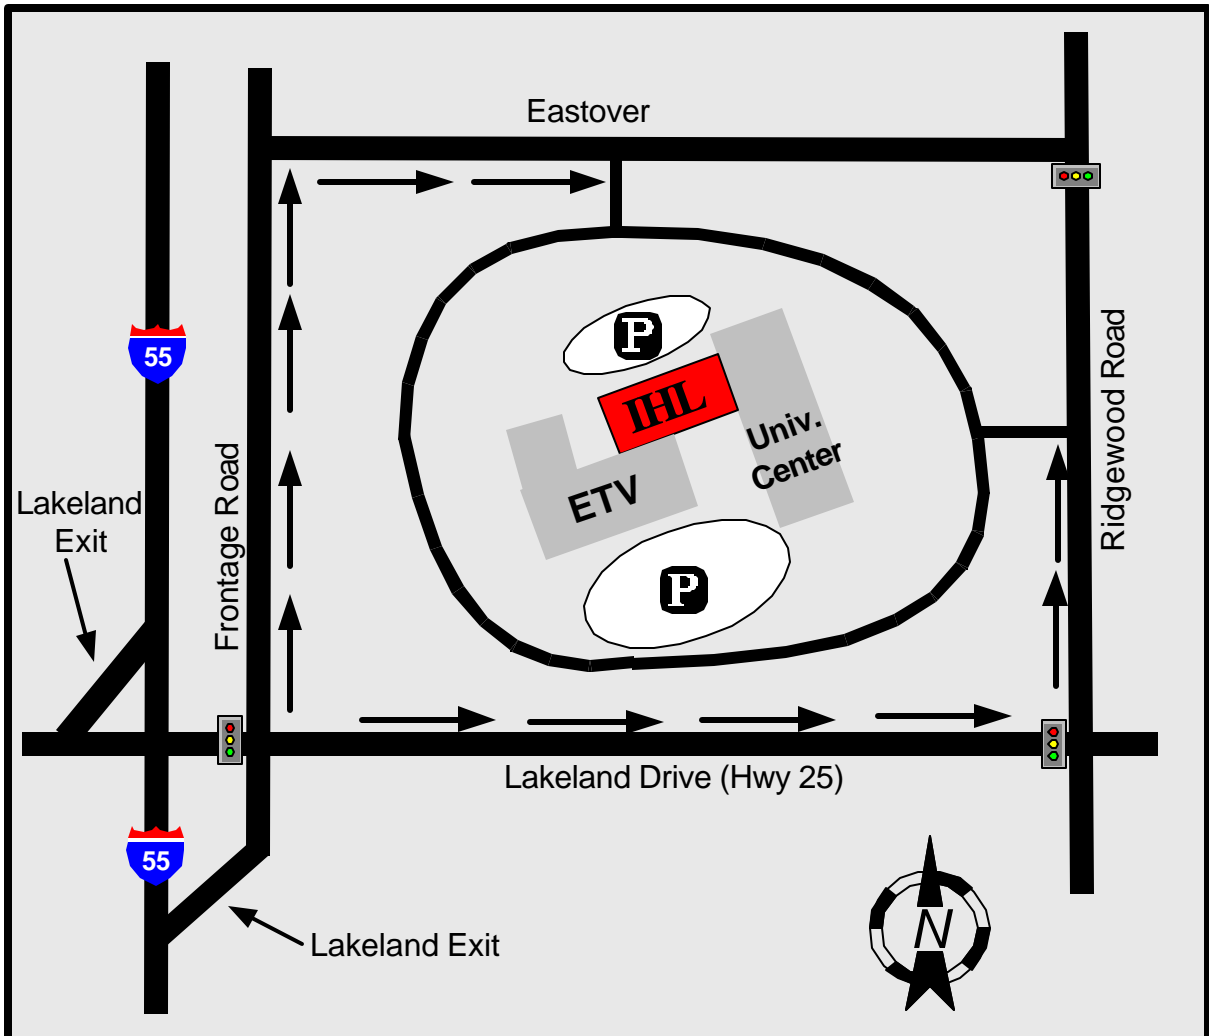 Eastover
P
55
IHL
Univ.
Center
Ridgewood Road
Frontage Road
Lakeland
Exit
ETV
P
Lakeland Drive (Hwy 25)
55
N
Lakeland Exit